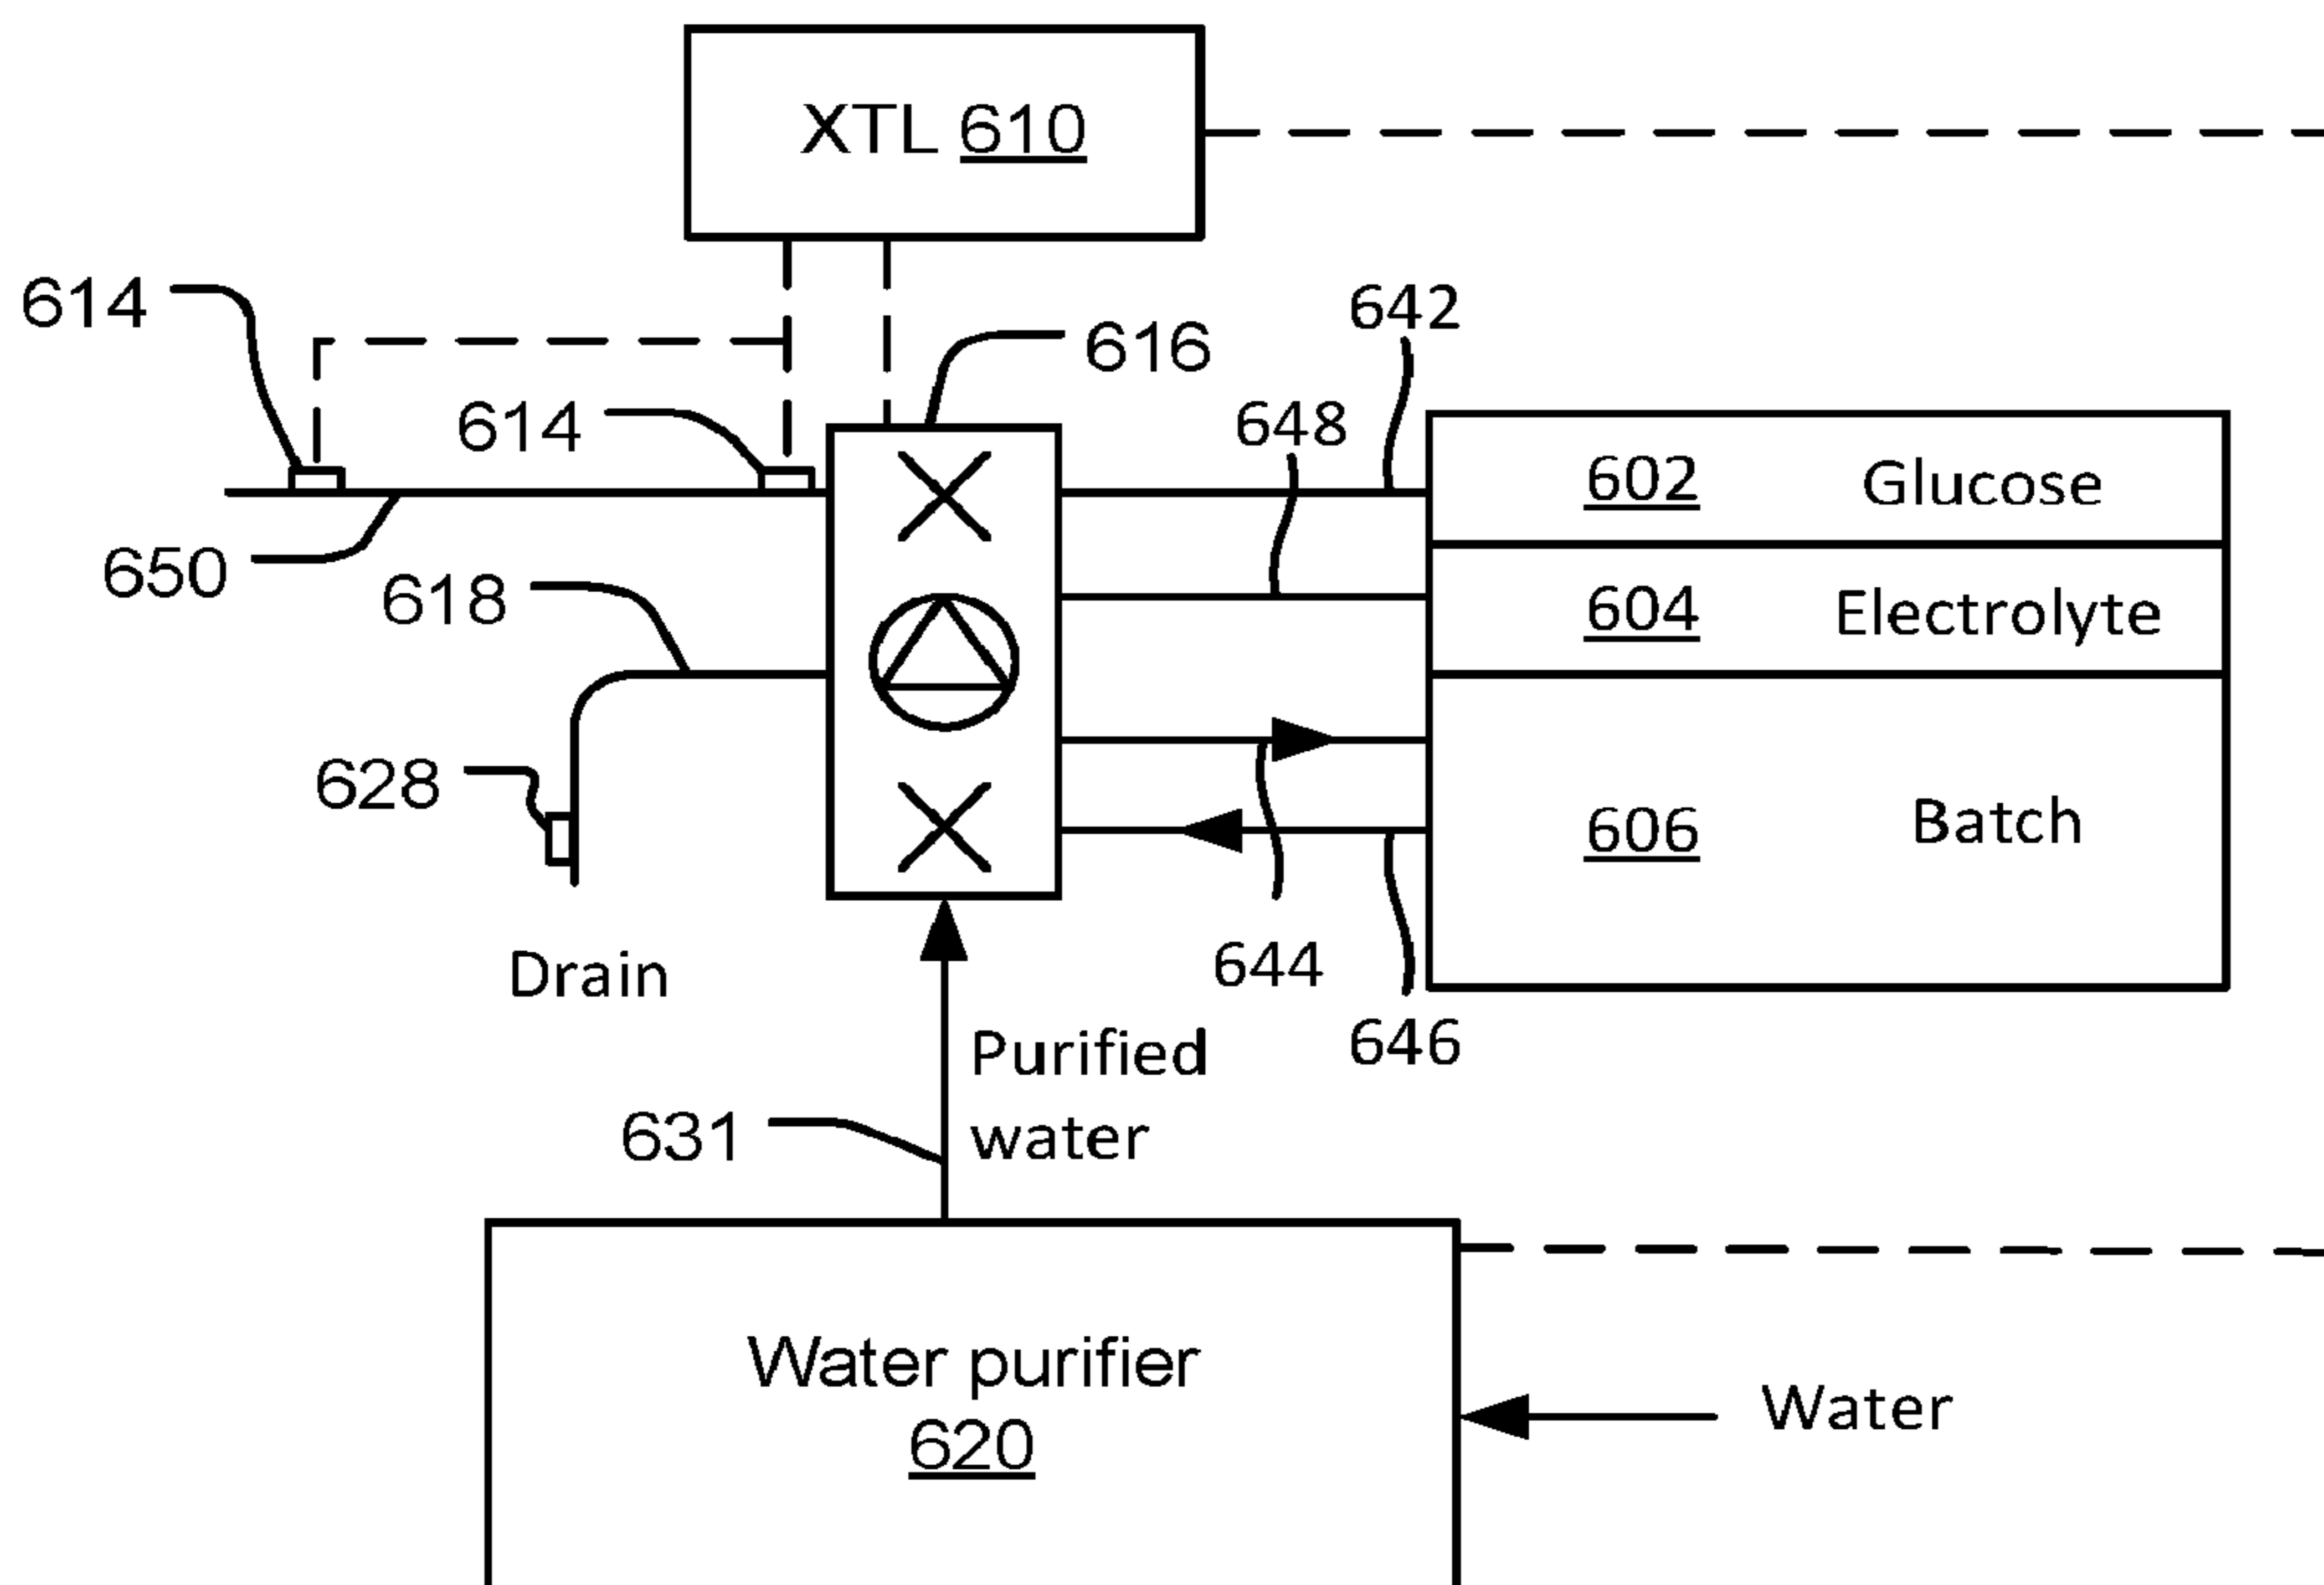 XTL 610
614
642
616
614
648
602 Glucose
650
618
604 Electrolyte
628
606 Batch
Drain
644
646
Purified
water
631
Water purifier
620
Water